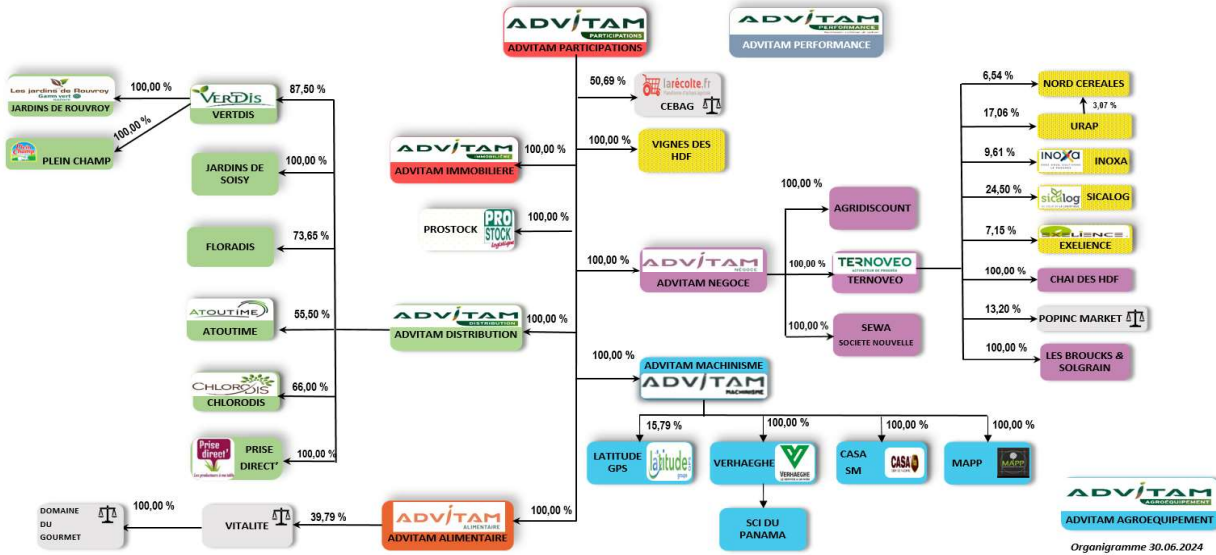 ADVITAM
PARTICIPATIONS
ADVITAM PARTICIPATIONS
ADVITAM
PERFORMANCE
ADVITAM PERFORMANCE
Les jardins de Rouvroy
Gamm vert
JARDINS DE ROUVROY
100,00 %
VERTDIS
VERTDIS
87,50 %
100,00 %
PLEIN CHAMP
JARDINS DE
SOISY
100,00 %
FLORADIS
73,65 %
ATOUTIME
ATOUTIME
55,50 %
CHLORODIS
CHLORODIS
66,00 %
Prise
direct'
PRISE
DIRECT'
100,00 %
50,69 %
larécolte.fr
CEBAG
100,00 %
VIGNES DES
HDF
ADVITAM
IMMOBILIÈRE
ADVITAM IMMOBILIERE
100,00 %
PROSTOCK
PRO
STOCK
logistique
100,00 %
ADVITAM
DISTRIBUTION
ADVITAM DISTRIBUTION
100,00 %
100,00 %
ADVITAM
NÉGOCE
ADVITAM NEGOCE
100,00 %
AGRIDISCOUNT
100,00 %
TERNOVEO
TERNOVEO
100,00 %
SEWA
SOCIETE NOUVELLE
6,54 %
NORD CEREALES
3,07 %
17,06 %
URAP
9,61 %
INOXA
INOXA
24,50 %
sicalog
SICALOG
7,15 %
EXELIENCE
EXELIENCE
100,00 %
CHAI DES HDF
13,20 %
POPINC MARKET
100,00 %
LES BROUCKS &
SOLGRAIN
100,00 %
ADVITAM MACHINISME
ADVITAM
MACHINISME
15,79 %
LATITUDE
GPS
Latitude
100,00 %
VERHAEGHE
VERHAEGHE
100,00 %
CASA
SM
CASA
100,00 %
MAPP
MAPP
SCI DU
PANAMA
DOMAINE
DU
GOURMET
100,00 %
VITALITE
39,79 %
ADVITAM
ALIMENTAIRE
ADVITAM ALIMENTAIRE
100,00 %
ADVITAM
AGROEQUIPEMENT
ADVITAM AGROEQUIPEMENT
Organigramme 30.06.2024